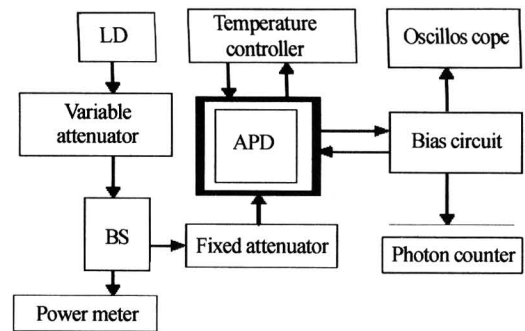 LD
Temperature
controller
Oscillos cope
Variable
attenuator
APD
Bias circuit
BS
Fixed attenuator
Photon counter
Power meter